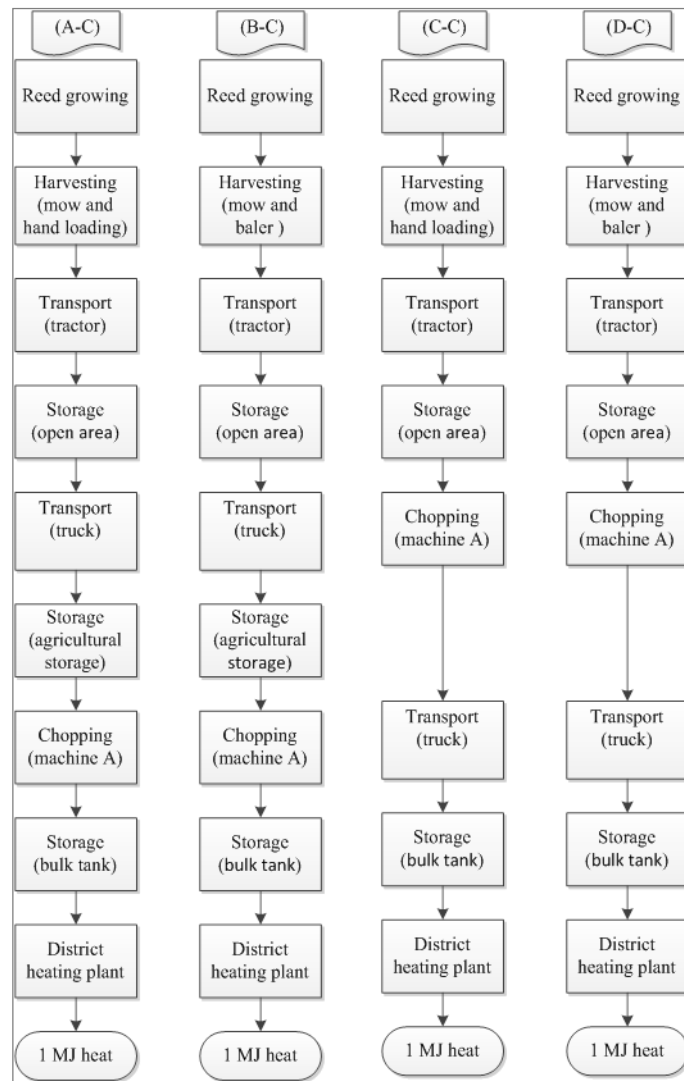 (A-C)
Reed growing
Harvesting
(mow and
hand loading)
Transport
(tractor)
Storage
(open area)
Transport
(truck)
Storage
(agricultural
storage)
Chopping
(machine A)
Storage
(bulk tank)
District
heating plant
1 MJ heat
(B-C)
Reed growing
Harvesting
(mow and
baler )
Transport
(tractor)
Storage
(open area)
Transport
(truck)
Storage
(agricultural
storage)
Chopping
(machine A)
Storage
(bulk tank)
District
heating plant
1 MJ heat
(C-C)
Reed growing
Harvesting
(mow and
hand loading)
Transport
(tractor)
Storage
(open area)
Chopping
(machine A)
Transport
(truck)
Storage
(bulk tank)
District
heating plant
1 MJ heat
(D-C)
Reed growing
Harvesting
(mow and
baler )
Transport
(tractor)
Storage
(open area)
Chopping
(machine A)
Transport
(truck)
Storage
(bulk tank)
District
heating plant
1 MJ heat